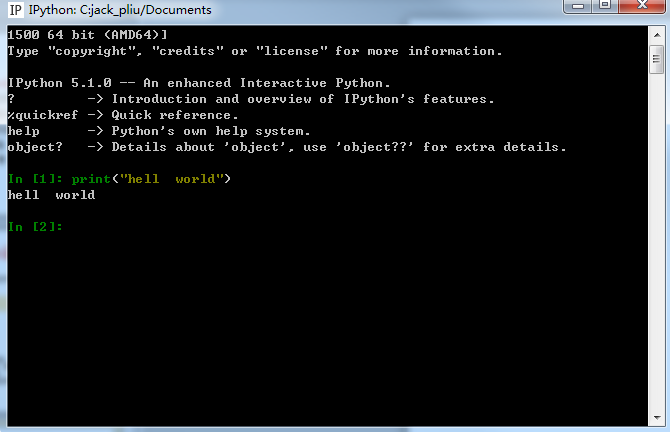 IP IPython: C:jack_pliu/Documents
1500 64 bit (AMD64)]
Type "copyright", "credits" or "license" for more information.
IPython 5.1.0 -- An enhanced Interactive Python.
?         -> Introduction and overview of IPython's features.
%quickref -> Quick reference.
help      -> Python's own help system.
object?   -> Details about 'object', use 'object??' for extra details.
In [1]: print("hell  world")
hell  world
In [2]: